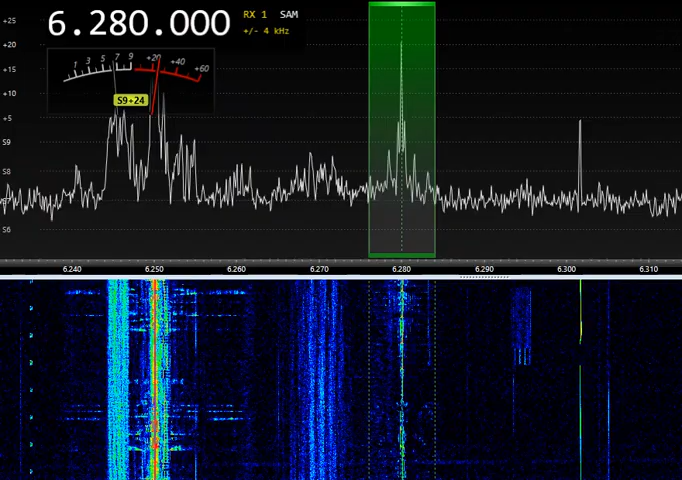 6.280.000 RX 1 SAM
+/- 4 kHz
1 3 5 7 9 +20 +40 +60
S9+24
+25
+20
+15
+10
+5
S9
S8
S7
S6
6.240 6.250 6.260 6.270 6.280 6.290 6.300 6.310